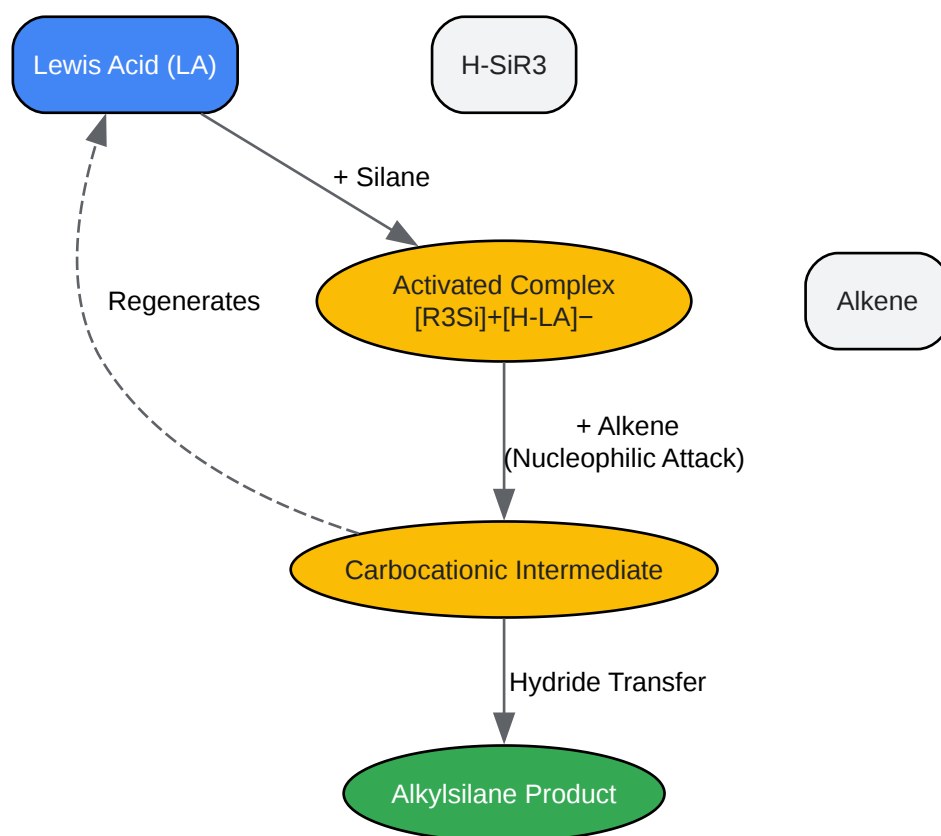 Lewis Acid (LA)
H-SiR3
+ Silane
Activated Complex
[R3Si]+[H-LA]−
Regenerates
Alkene
+ Alkene
(Nucleophilic Attack)
Carbocationic Intermediate
Hydride Transfer
Alkylsilane Product